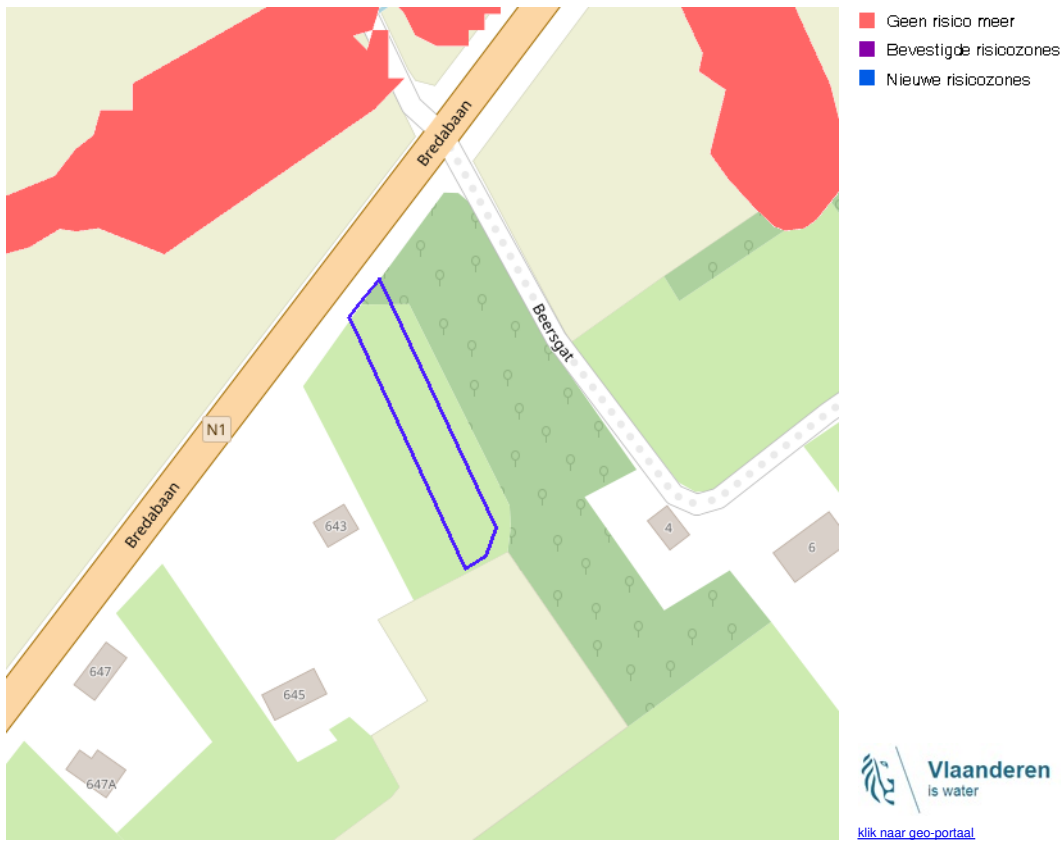 Geen risico meer
Bevestigde risicozones
Nieuwe risicozones
Bredabaan
Beersgat
N1
Bredabaan
643
4
6
647
645
647A
Vlaanderen
is water
klik naar geo-portaal